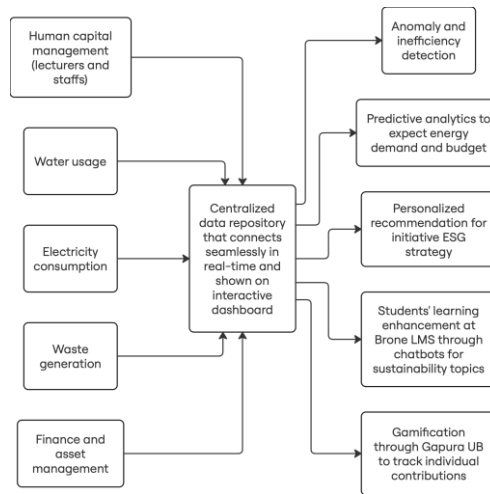 Human capital
management
(lecturers and
staffs)
Water usage
Electricity
consumption
Waste
generation
Finance and
asset
management
Centralized
data repository
that connects
seamlessly in
real-time and
shown on
interactive
dashboard
Anomaly and
inefficiency
detection
Predictive analytics to
expect energy
demand and budget
Personalized
recommendation for
initiative ESG
strategy
Students' learning
enhancement at
Brone LMS through
chatbots for
sustainability topics
Gamification
through Gapura UB
to track individual
contributions